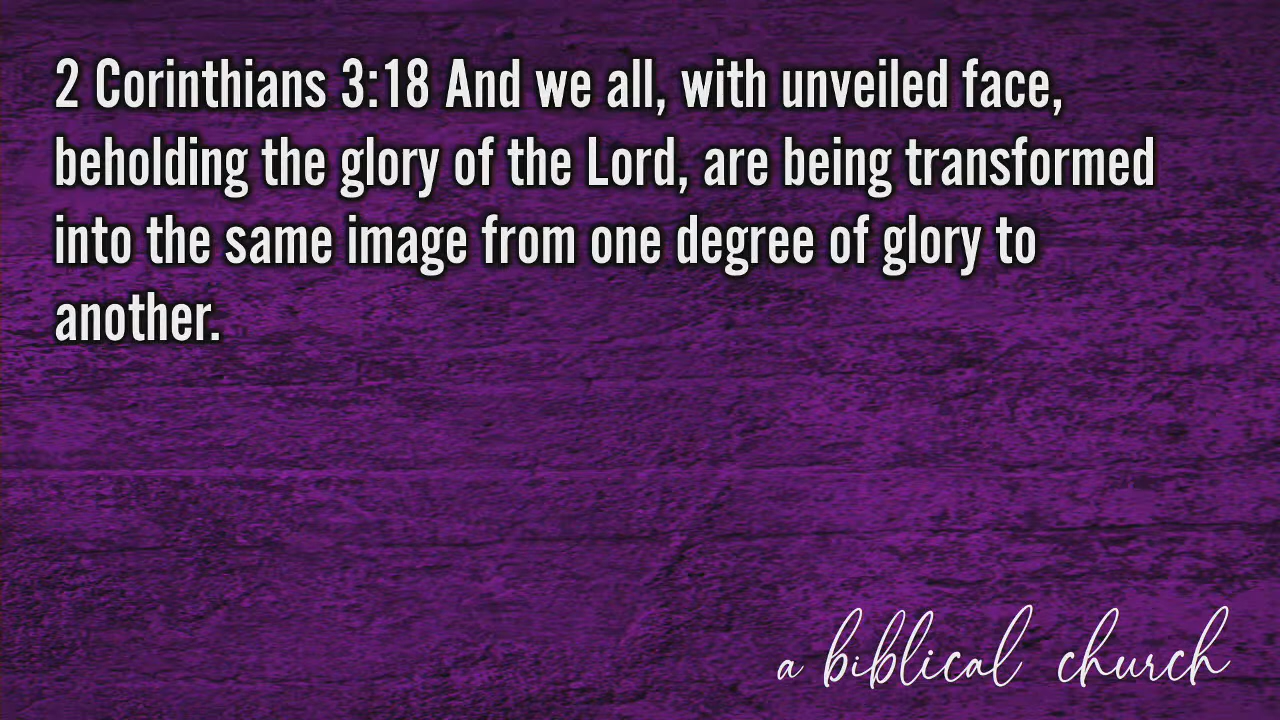 2 Corinthians 3:18 And we all, with unveiled face,
beholding the glory of the Lord, are being transformed
into the same image from one degree of glory to
another.
a biblical church